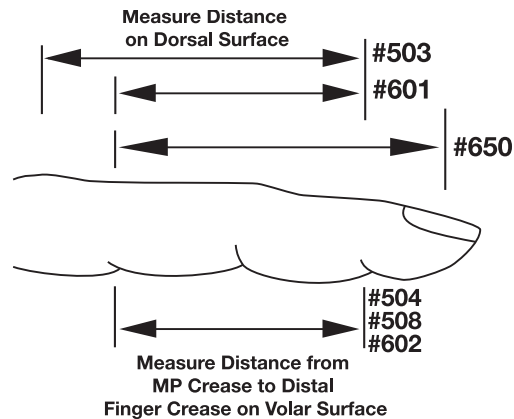 Measure Distance
on Dorsal Surface
#503
#601
#650
#504
#508
#602
Measure Distance from
MP Crease to Distal
Finger Crease on Volar Surface